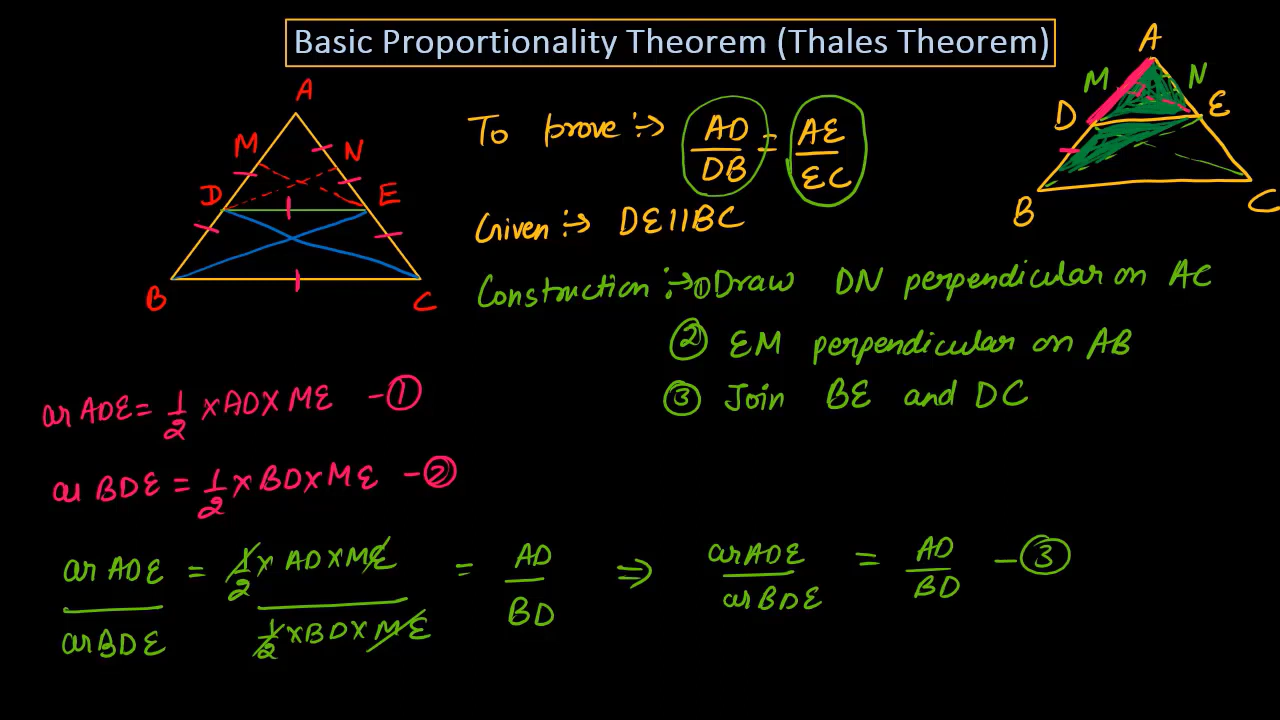 Basic Proportionality Theorem (Thales Theorem)
A
M
N
D
E
B
C
To prove :-> AD/DB = AE/EC
A
M
N
D
E
B
C
Given :-> DE||BC
Construction :-> ① Draw DN perpendicular on AC
② EM perpendicular on AB
③ Join BE and DC
ar ADE = 1/2 × AD × ME - ①
ar BDE = 1/2 × BD × ME - ②
ar ADE / ar BDE = 1/2 × AD × ME / 1/2 × BD × ME = AD/BD ⇒ ar ADE / ar BDE = AD/BD - ③